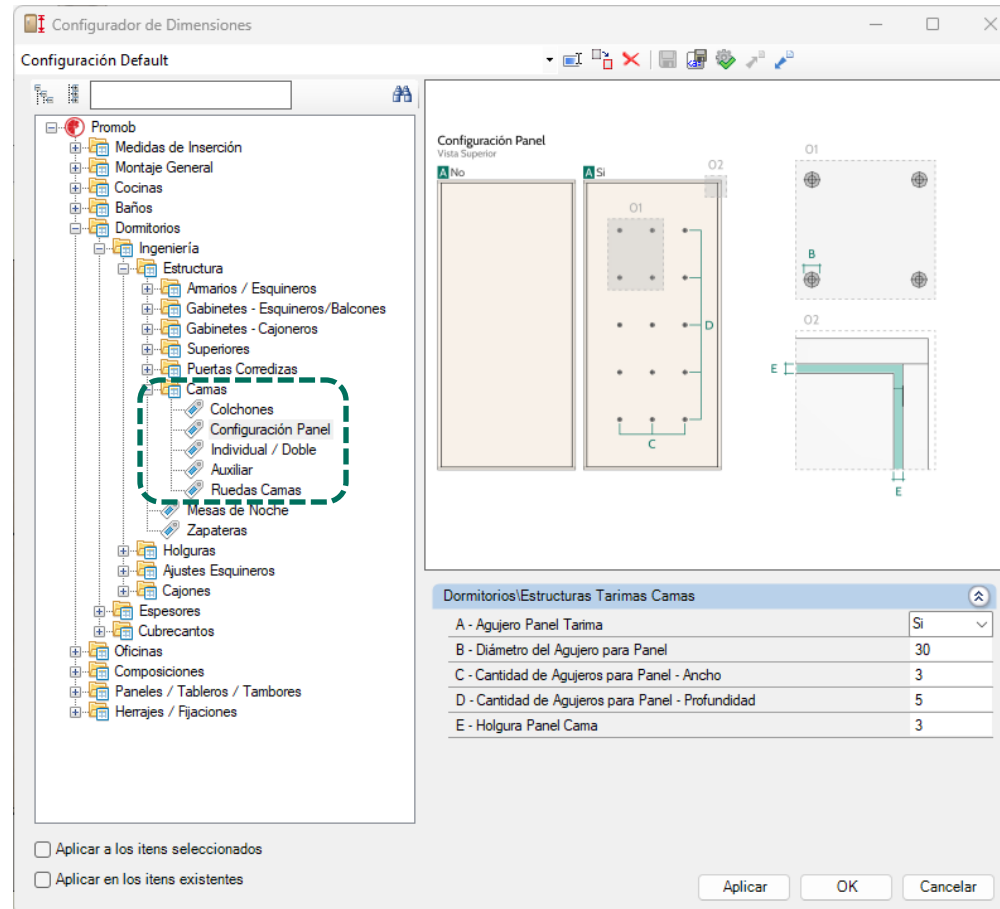 Configurador de Dimensiones
Configuración Default
Promob
Medidas de Inserción
Montaje General
Cocinas
Baños
Dormitorios
Ingeniería
Estructura
Armarios / Esquineros
Gabinetes - Esquineros/Balcones
Gabinetes - Cajoneros
Superiores
Puertas Corredizas
Camas
Colchones
Configuración Panel
Individual / Doble
Auxiliar
Ruedas Camas
Mesas de Noche
Zapateras
Holguras
Ajustes Esquineros
Cajones
Espesores
Cubrecantos
Oficinas
Composiciones
Paneles / Tableros / Tambores
Herrajes / Fijaciones
Configuración Panel
Vista Superior
A No
A Si
O2
O1
D
C
O1
B
O2
E
E
Dormitorios\Estructuras Tarimas Camas
A - Agujero Panel Tarima Si
B - Diámetro del Agujero para Panel 30
C - Cantidad de Agujeros para Panel - Ancho 3
D - Cantidad de Agujeros para Panel - Profundidad 5
E - Holgura Panel Cama 3
Aplicar a los itens seleccionados
Aplicar en los itens existentes
Aplicar OK Cancelar